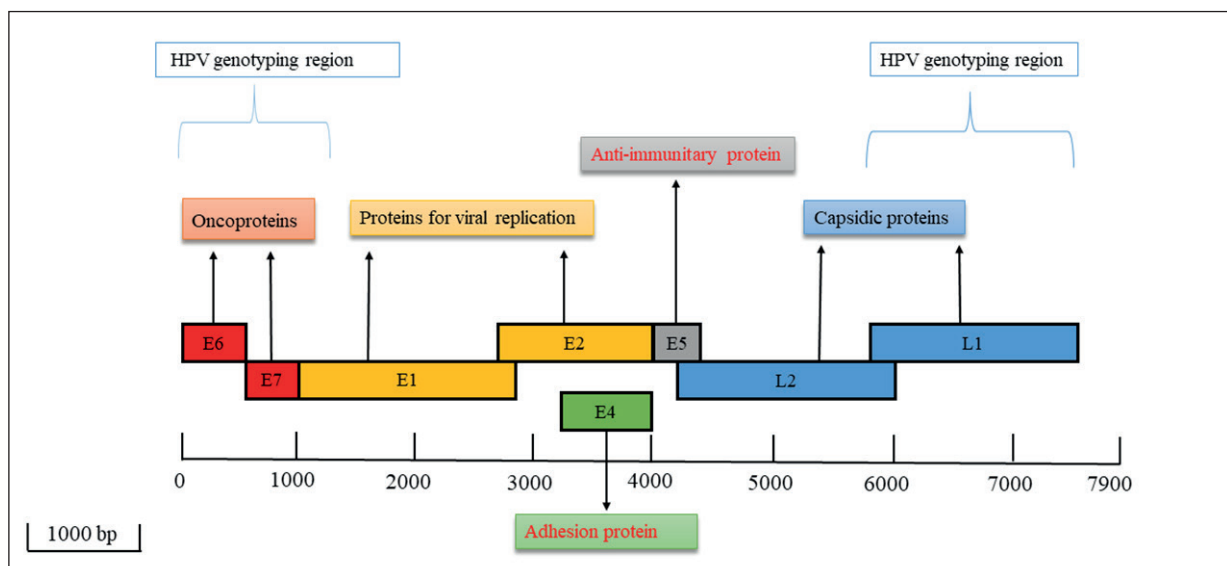 HPV genotyping region
HPV genotyping region
Anti-immunitary protein
Oncoproteins
Proteins for viral replication
Capsidic proteins
E6
E2
E5
L1
E7
E1
L2
E4
0
1000
2000
3000
4000
5000
6000
7000
7900
Adhesion protein
1000 bp